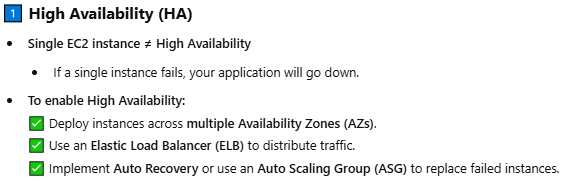 1 High Availability (HA)
• Single EC2 instance ≠ High Availability
• If a single instance fails, your application will go down.
• To enable High Availability:
✅ Deploy instances across multiple Availability Zones (AZs).
✅ Use an Elastic Load Balancer (ELB) to distribute traffic.
✅ Implement Auto Recovery or use an Auto Scaling Group (ASG) to replace failed instances.